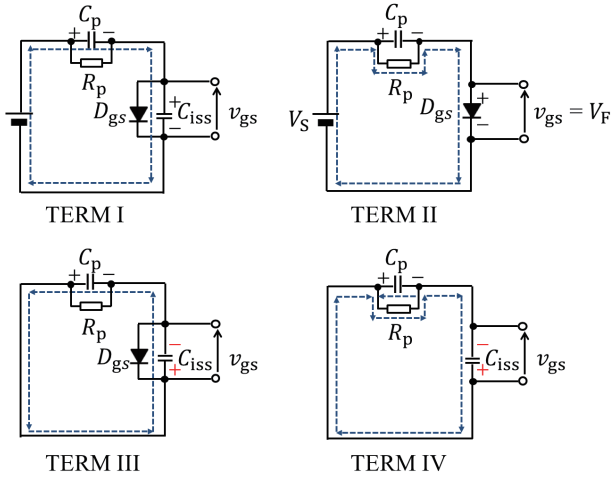 Cp
+ −
Rp
Dgs
+
Ciss
−
vgs
TERM I
Cp
+ −
Rp
VS
Dgs
+
−
vgs = VF
TERM II
Cp
+ −
Rp
Dgs
−
Ciss
+
vgs
TERM III
Cp
+ −
Rp
−
Ciss
+
vgs
TERM IV